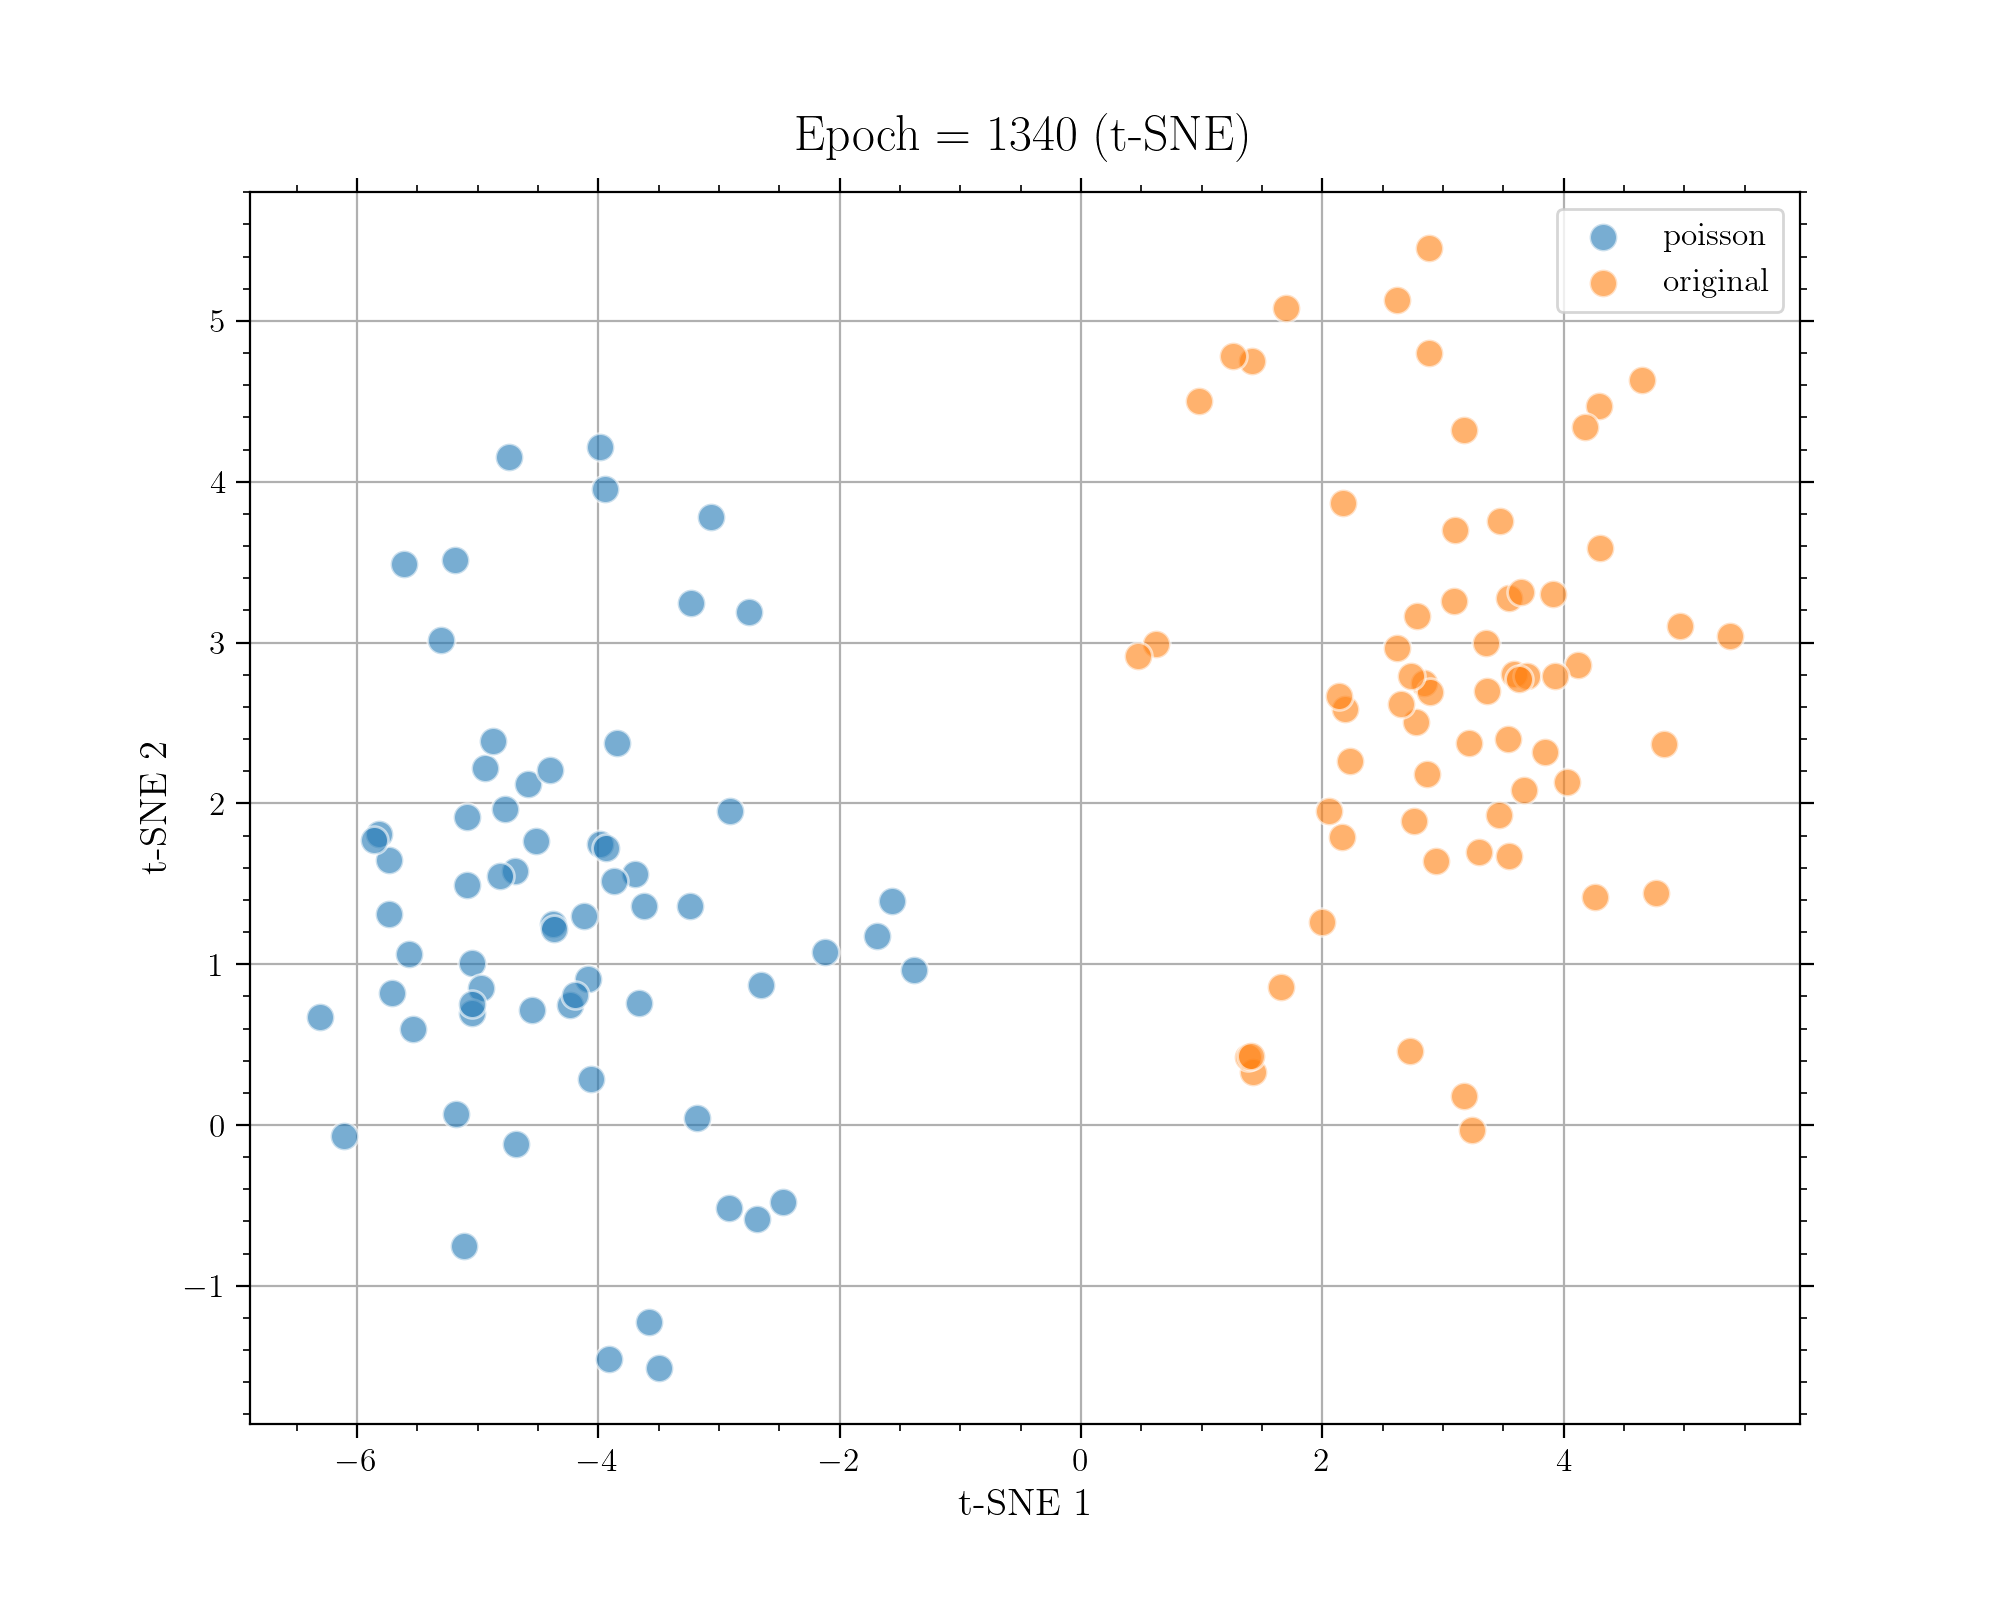 Epoch = 1340 (t-SNE)
poisson
original
5
4
3
2
1
0
−1
t-SNE 2
−6 −4 −2 0 2 4
t-SNE 1